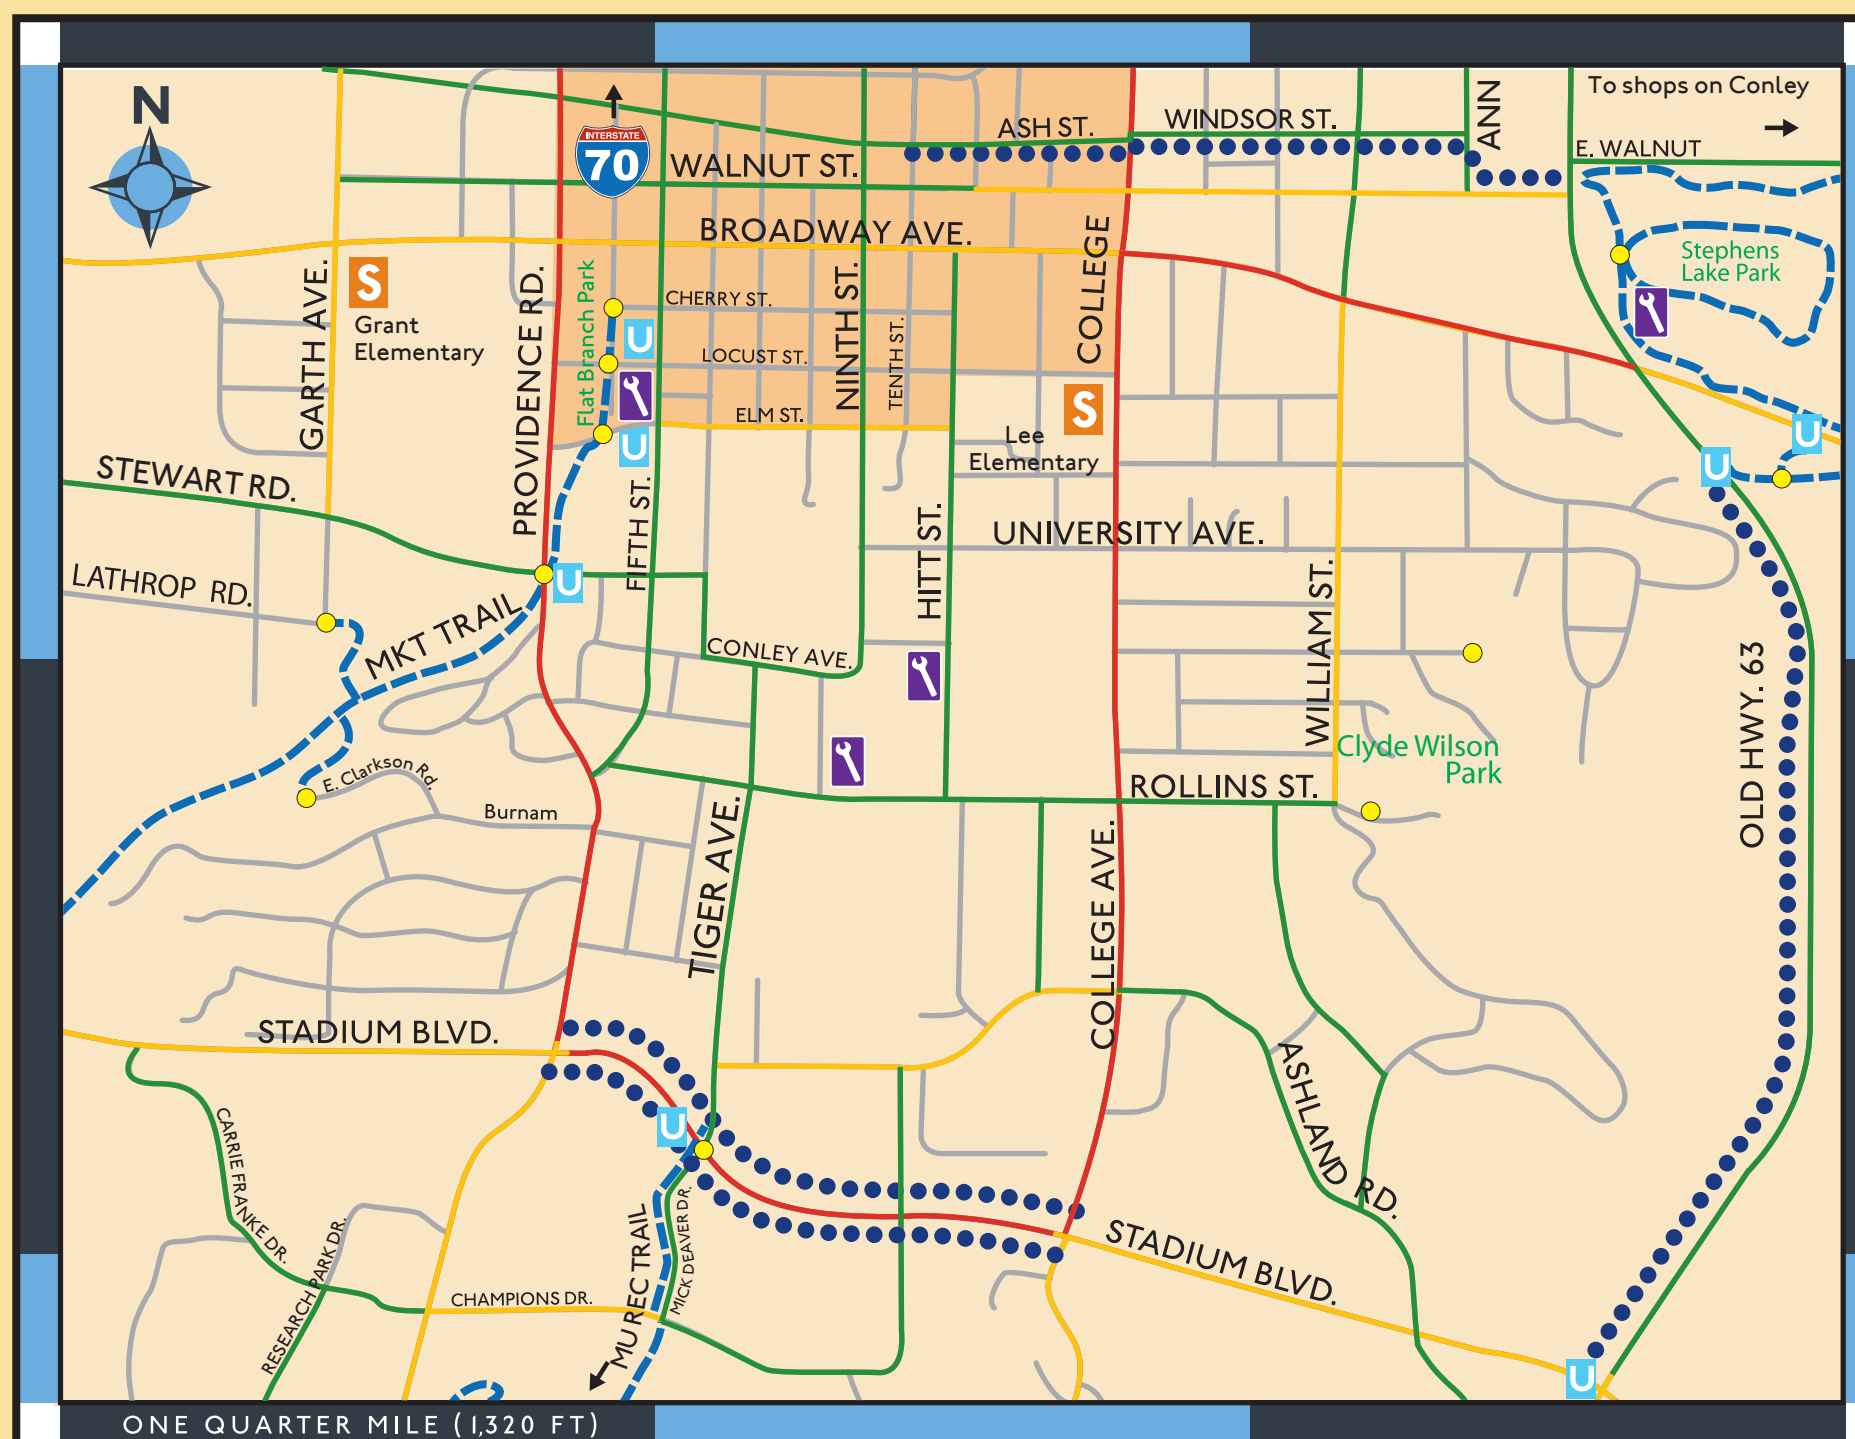 N
To shops on Conley
ANN
WINDSOR ST.
ASH ST.
E. WALNUT
INTERSTATE
70
WALNUT ST.
BROADWAY AVE.
COLLEGE
Stephens
Lake Park
S
Grant
Elementary
GARTH AVE.
PROVIDENCE RD.
Flat Branch Park
CHERRY ST.
U
LOCUST ST.
NINTH ST.
TENTH ST.
ELM ST.
U
S
Lee
Elementary
U
U
STEWART RD.
FIFTH ST.
HITT ST.
UNIVERSITY AVE.
LATHROP RD.
U
MKT TRAIL
CONLEY AVE.
WILLIAM ST.
OLD HWY. 63
Clyde Wilson
Park
E. Clarkson Rd.
Burnam
ROLLINS ST.
TIGER AVE.
COLLEGE AVE.
STADIUM BLVD.
ASHLAND RD.
U
CARRIE FRANKE DR.
RESEARCH PARK DR.
CHAMPIONS DR.
MU REC TRAIL
MICK DEAVER DR.
STADIUM BLVD.
U
ONE QUARTER MILE (1,320 FT)